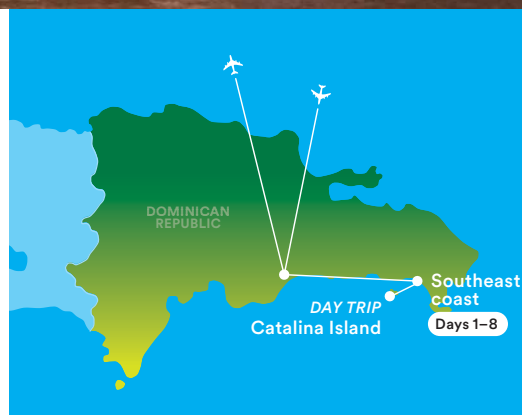 DOMINICAN
REPUBLIC
Southeast
coast
Days 1–8
DAY TRIP
Catalina Island